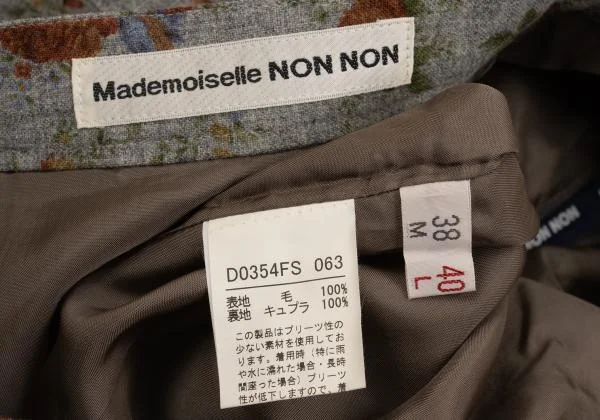 Mademoiselle NON NON
NON NON
38
M
40
L
D0354FS 063
表地 毛 100%
裏地 キュプラ 100%
この製品はプリーツ性の
少ない素材を使用してお
ります。着用時(特に雨
や水に濡れた場合・長時
間座った場合)プリーツ
性が低下しますので、着